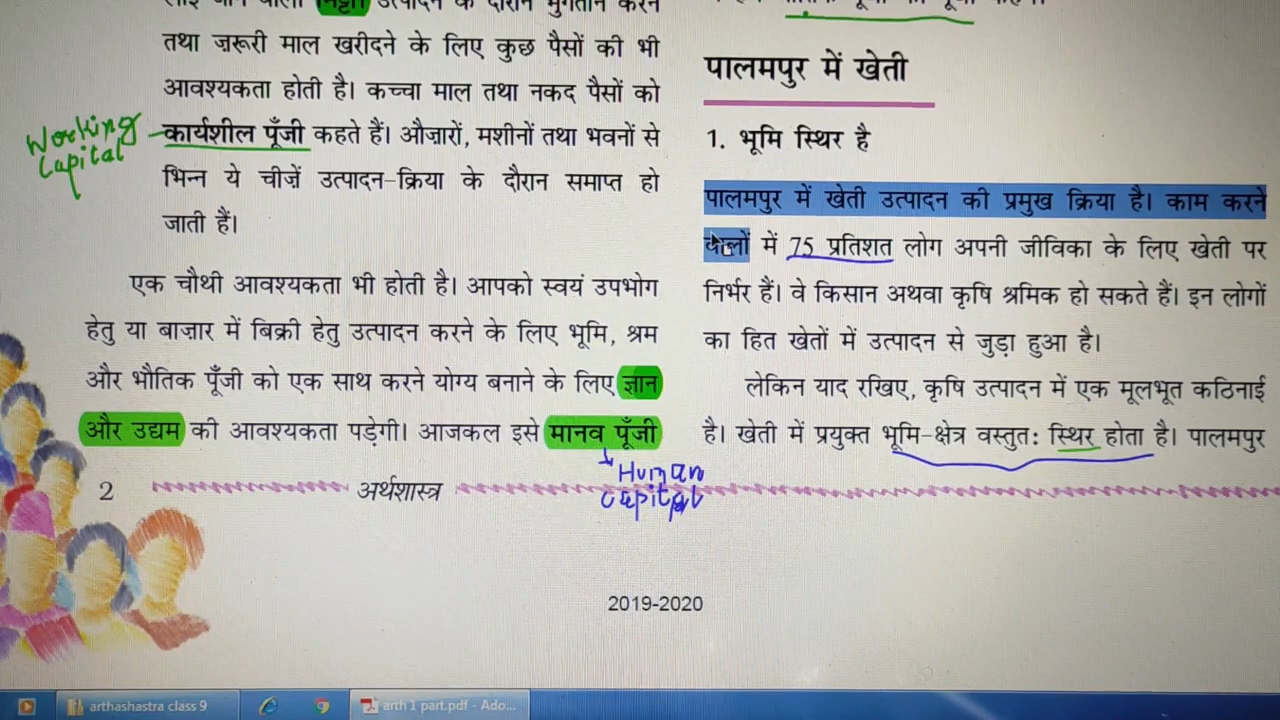 लाई जाने वाली मिट्टी। उत्पादन के दौरान भुगतान करने
तथा ज़रूरी माल खरीदने के लिए कुछ पैसों की भी
आवश्यकता होती है। कच्चा माल तथा नकद पैसों को
Working Capital
कार्यशील पूँजी कहते हैं। औज़ारों, मशीनों तथा भवनों से
भिन्न ये चीज़ें उत्पादन-क्रिया के दौरान समाप्त हो
जाती हैं।
एक चौथी आवश्यकता भी होती है। आपको स्वयं उपभोग
हेतु या बाज़ार में बिक्री हेतु उत्पादन करने के लिए भूमि, श्रम
और भौतिक पूँजी को एक साथ करने योग्य बनाने के लिए ज्ञान
और उद्यम की आवश्यकता पड़ेगी। आजकल इसे मानव पूँजी
Human
Capital
पालमपुर में खेती
1. भूमि स्थिर है
पालमपुर में खेती उत्पादन की प्रमुख क्रिया है। काम करने
वालों में 75 प्रतिशत लोग अपनी जीविका के लिए खेती पर
निर्भर हैं। वे किसान अथवा कृषि श्रमिक हो सकते हैं। इन लोगों
का हित खेतों में उत्पादन से जुड़ा हुआ है।
लेकिन याद रखिए, कृषि उत्पादन में एक मूलभूत कठिनाई
है। खेती में प्रयुक्त भूमि-क्षेत्र वस्तुतः स्थिर होता है। पालमपुर
2 अर्थशास्त्र
2019-2020
arthashastra class 9
arth 1 part.pdf - Ado...